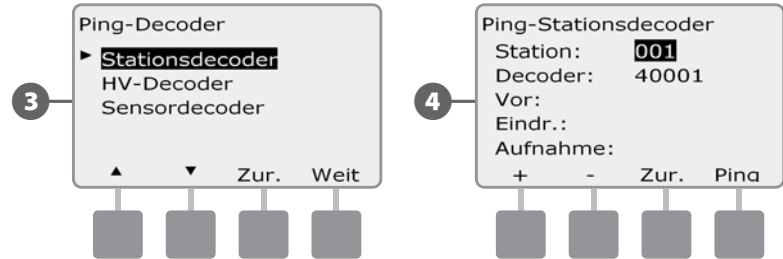 3
Ping-Decoder
► Stationsdecoder
HV-Decoder
Sensordecoder
▲ ▼ Zur. Weit
4
Ping-Stationsdecoder
Station: 001
Decoder: 40001
Vor:
Eindr.:
Aufnahme:
+ - Zur. Ping